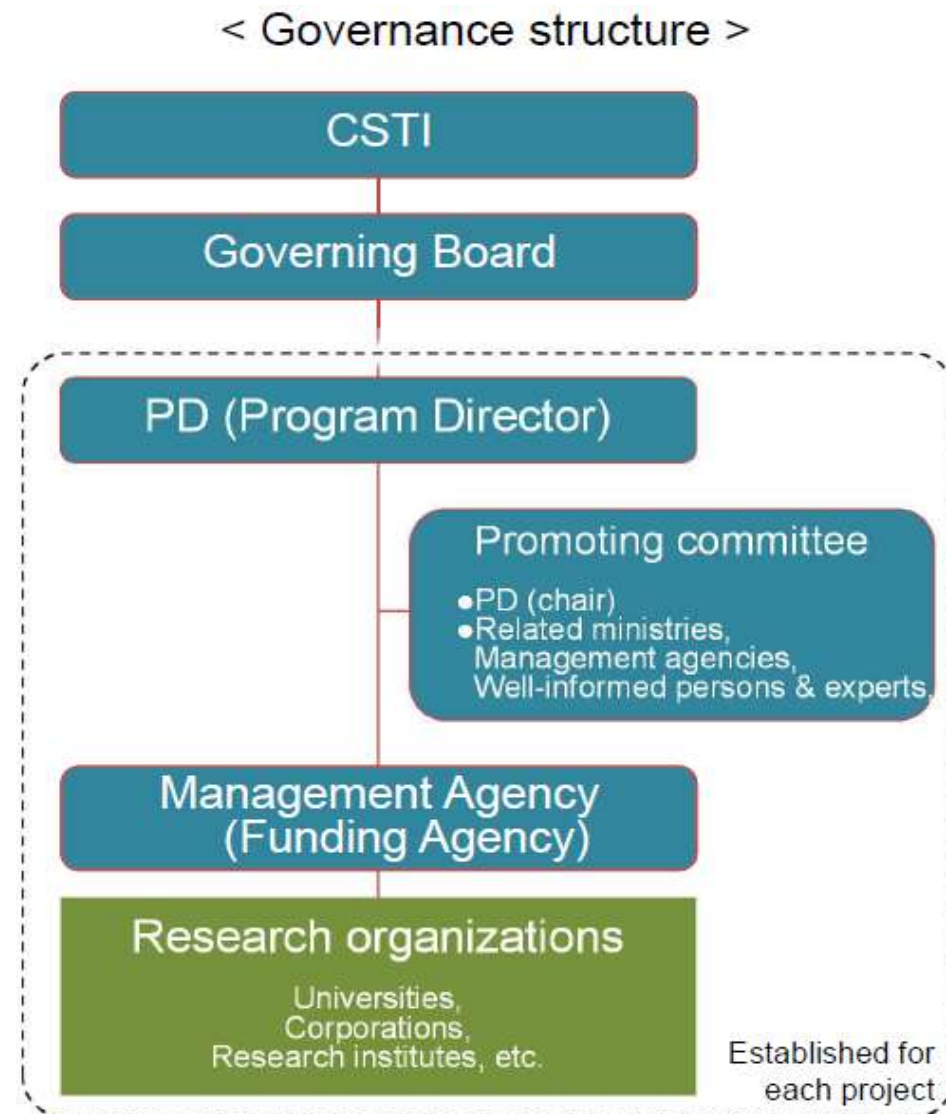 < Governance structure >
CSTI
Governing Board
PD (Program Director)
Promoting committee
●PD (chair)
●Related ministries,
Management agencies,
Well-informed persons & experts,
Management Agency
(Funding Agency)
Research organizations
Universities,
Corporations,
Research institutes, etc.
Established for
each project